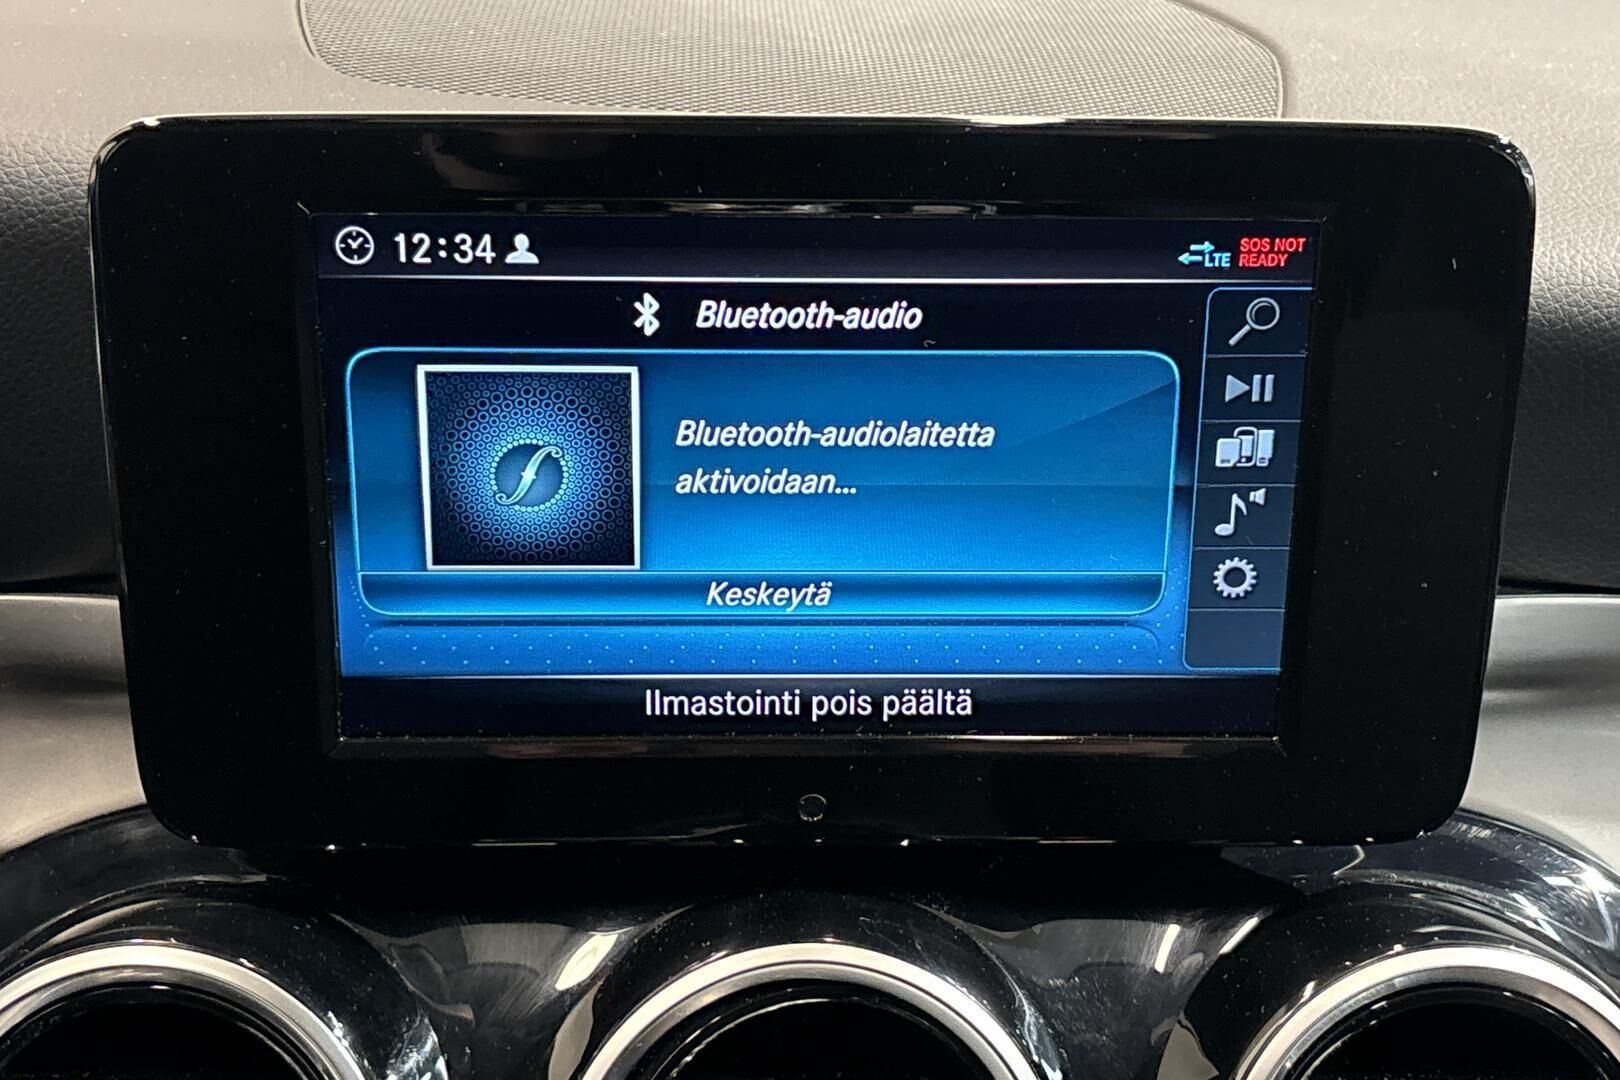 12:34
LTE
SOS NOT
READY
Bluetooth-audio
Bluetooth-audiolaitetta
aktivoidaan...
Keskeytä
Ilmastointi pois päältä